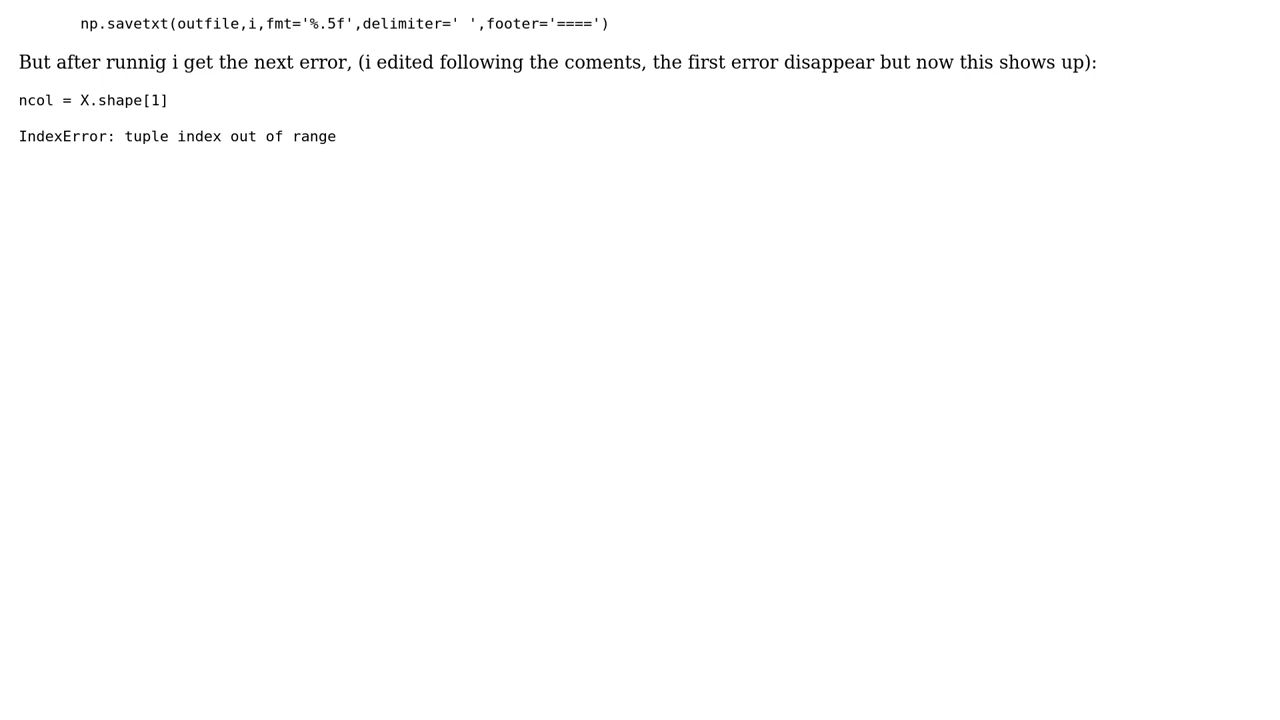 np.savetxt(outfile,i,fmt='%.5f',delimiter=' ',footer='====')
But after runnig i get the next error, (i edited following the coments, the first error disappear but now this shows up):
ncol = X.shape[1]
IndexError: tuple index out of range